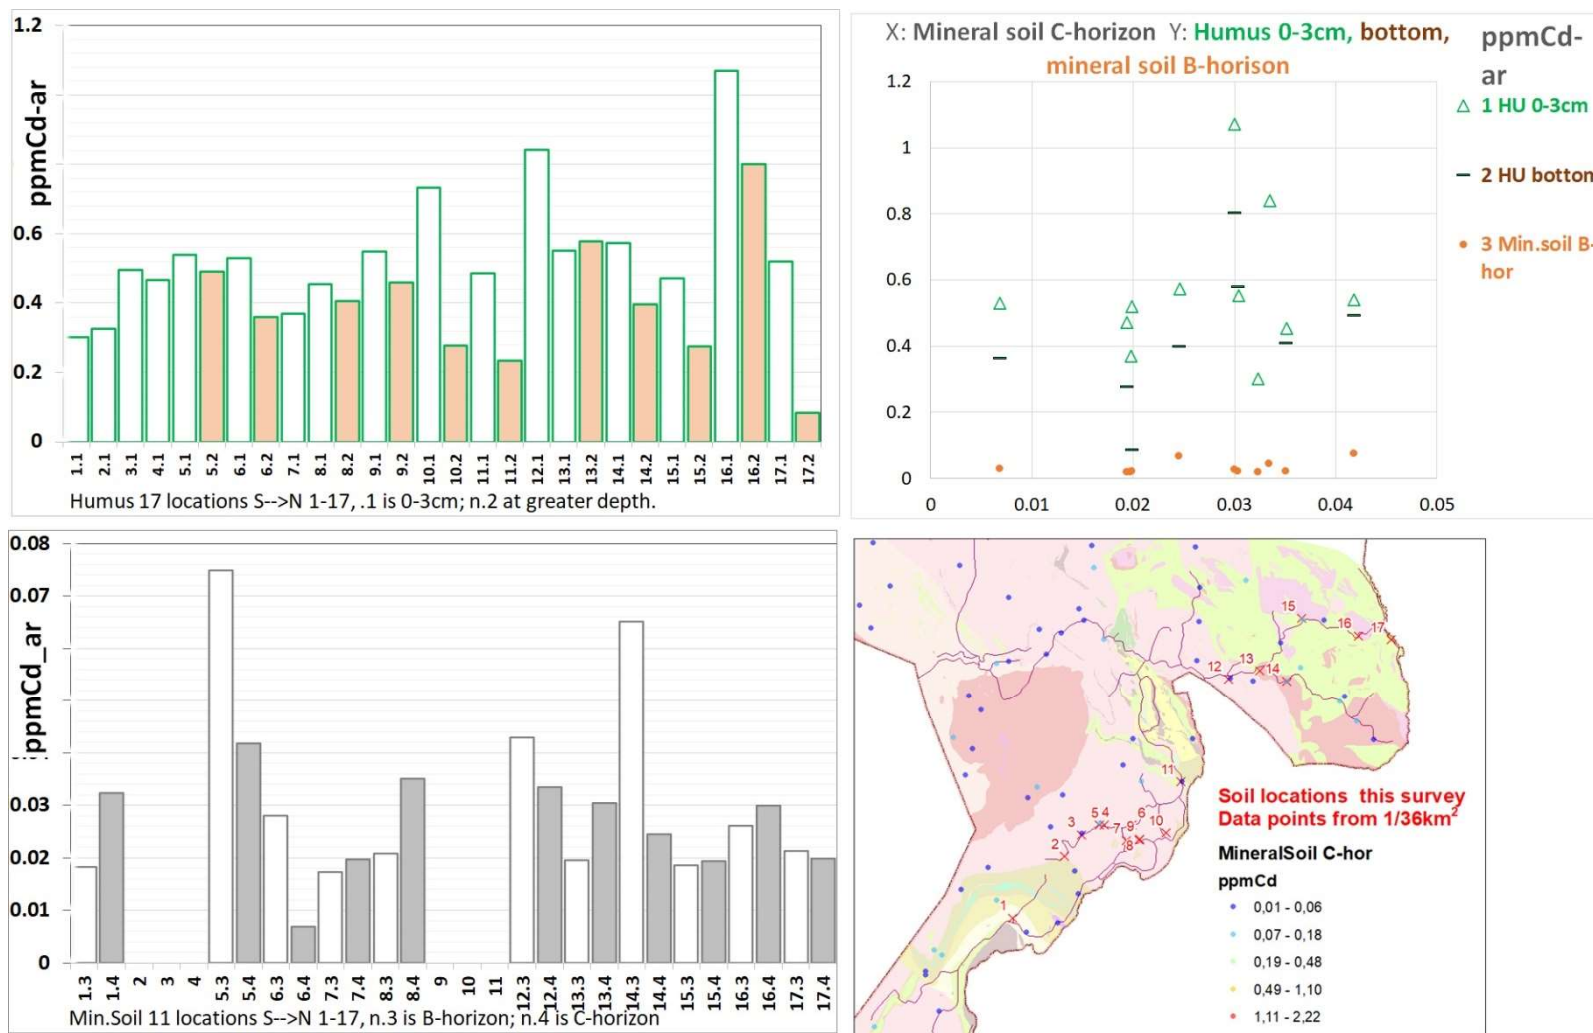 1.2
ppmCd-ar
0.6
0.4
0.2
0
1.1 2.1 3.1 4.1 5.1 5.2 6.1 6.2 7.1 8.1 8.2 9.1 9.2 10.1 10.2 11.1 11.2 12.1 13.1 13.2 14.1 14.2 15.1 15.2 16.1 16.2 17.1 17.2
Humus 17 locations S-->N 1-17, .1 is 0-3cm; n.2 at greater depth.
X: Mineral soil C-horizon Y: Humus 0-3cm, bottom,
mineral soil B-horison
ppmCd-
ar
1.2
1
0.8
0.6
0.4
0.2
0
0 0.01 0.02 0.03 0.04 0.05
1 HU 0-3cm
2 HU bottom
3 Min.soil B-
hor
0.08
0.07
ppmCd_ar
0.03
0.02
0.01
0
1.3 1.4 2 3 4 5.3 5.4 6.3 6.4 7.3 7.4 8.3 8.4 9 10 11 12.3 12.4 13.3 13.4 14.3 14.4 15.3 15.4 16.3 16.4 17.3 17.4
Min.Soil 11 locations S-->N 1-17, n.3 is B-horizon; n.4 is C-horizon
15
16 17
12 13 14
11
3 5 4 6
7 9 10
2 8
1
Soil locations this survey
Data points from 1/36km²
MineralSoil C-hor
ppmCd
0,01 - 0,06
0,07 - 0,18
0,19 - 0,48
0,49 - 1,10
1,11 - 2,22